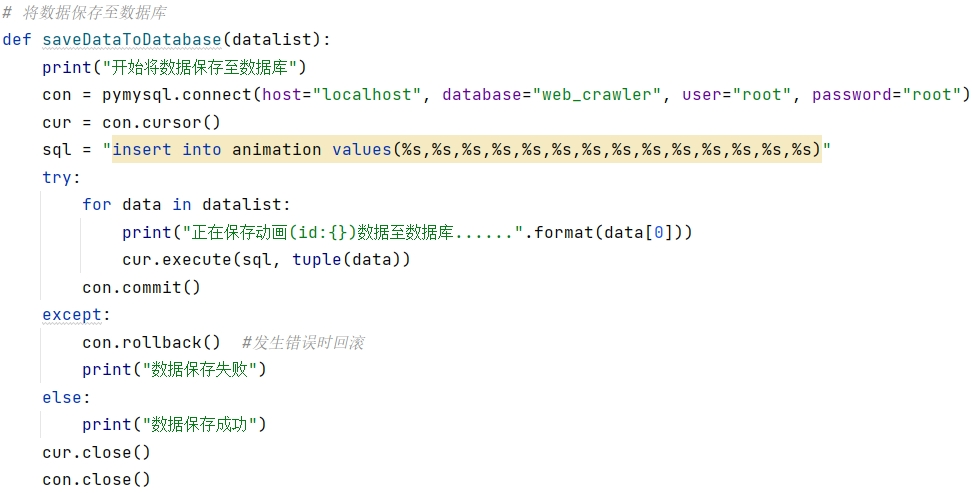 # 将数据保存至数据库
def saveDataToDatabase(datalist):
    print("开始将数据保存至数据库")
    con = pymysql.connect(host="localhost", database="web_crawler", user="root", password="root")
    cur = con.cursor()
    sql = "insert into animation values(%s,%s,%s,%s,%s,%s,%s,%s,%s,%s,%s,%s,%s,%s)"
    try:
        for data in datalist:
            print("正在保存动画(id:{})数据至数据库......".format(data[0]))
            cur.execute(sql, tuple(data))
        con.commit()
    except:
        con.rollback()  #发生错误时回滚
        print("数据保存失败")
    else:
        print("数据保存成功")
    cur.close()
    con.close()